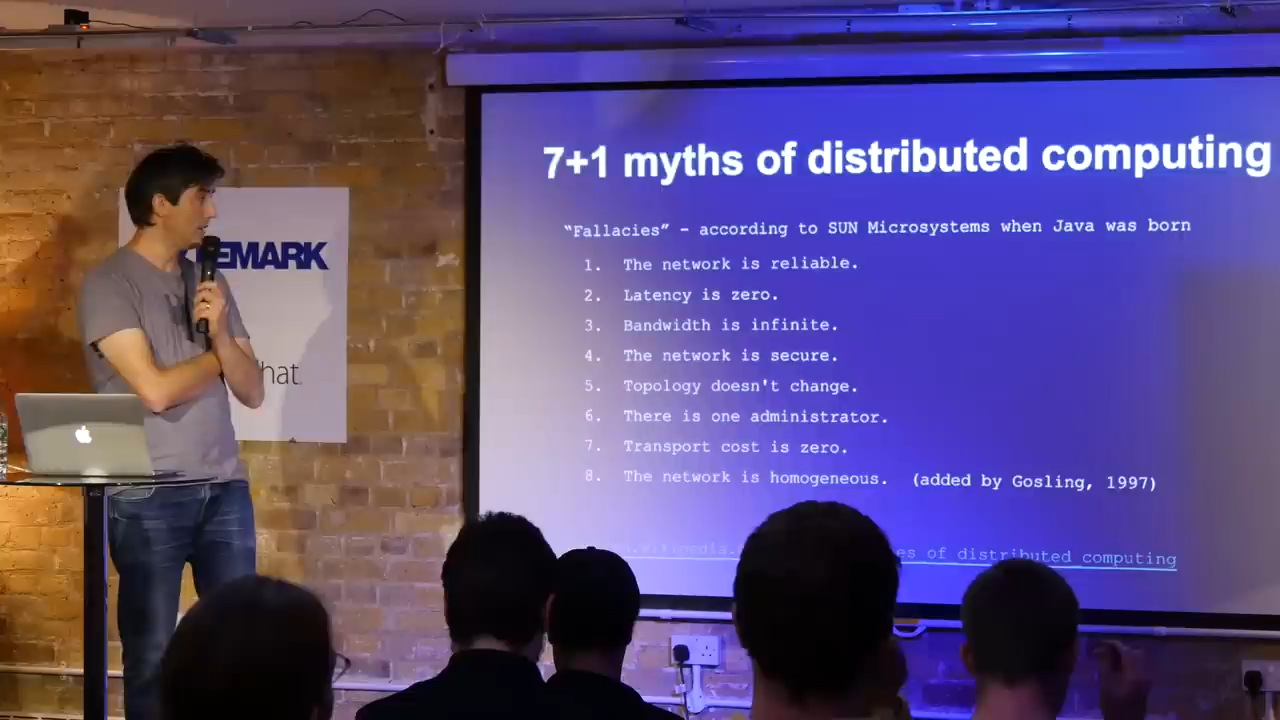 7+1 myths of distributed computing
“Fallacies” - according to SUN Microsystems when Java was born
1. The network is reliable.
2. Latency is zero.
3. Bandwidth is infinite.
4. The network is secure.
5. Topology doesn't change.
6. There is one administrator.
7. Transport cost is zero.
8. The network is homogeneous. (added by Gosling, 1997)
of distributed computing
EMARK
hat.